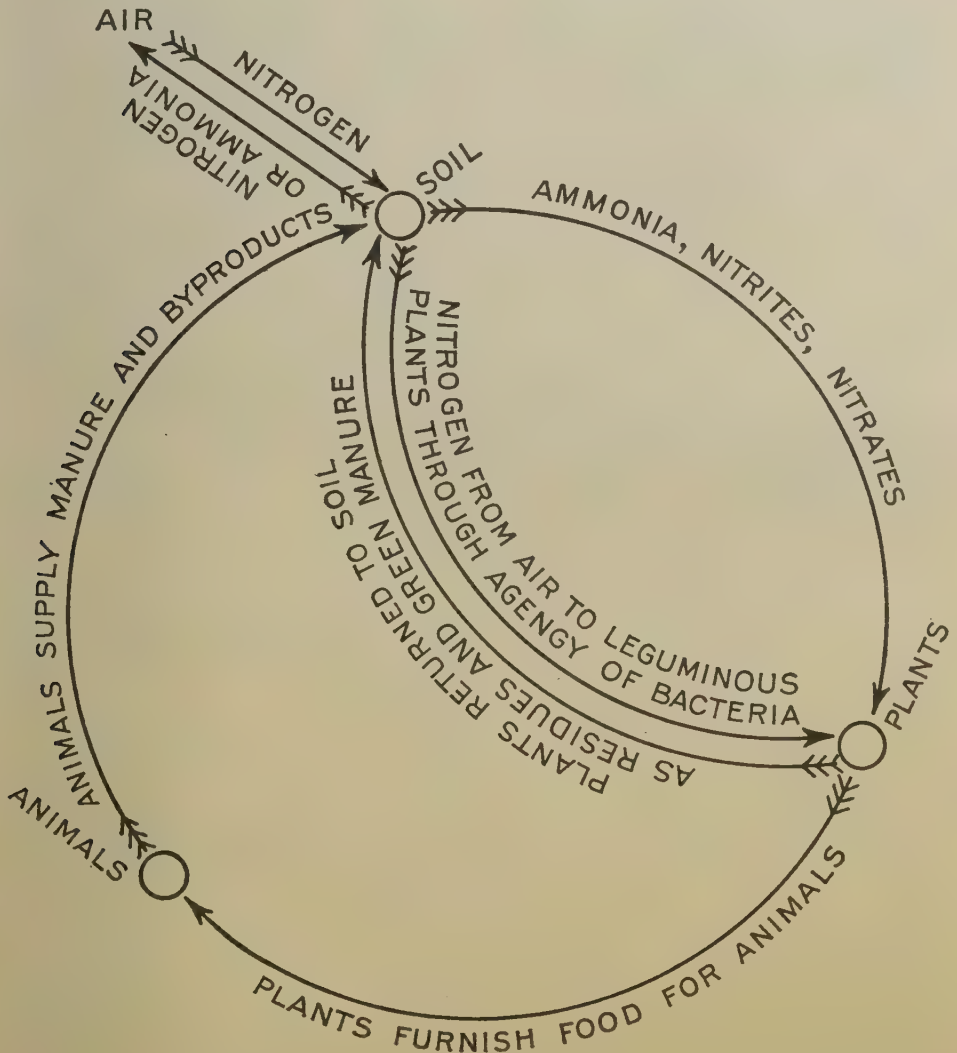 AIR
NITROGEN
NITROGEN
OR AMMONIA
SOIL
AMMONIA, NITRITES, NITRATES
NITROGEN FROM AIR TO LEGUMINOUS
PLANTS THROUGH AGENGY OF BACTERIA
PLANTS RETURNED TO SOIL
AS RESIDUES AND GREEN MANURE
PLANTS
PLANTS FURNISH FOOD FOR ANIMALS
ANIMALS
ANIMALS SUPPLY MANURE AND BYPRODUCTS